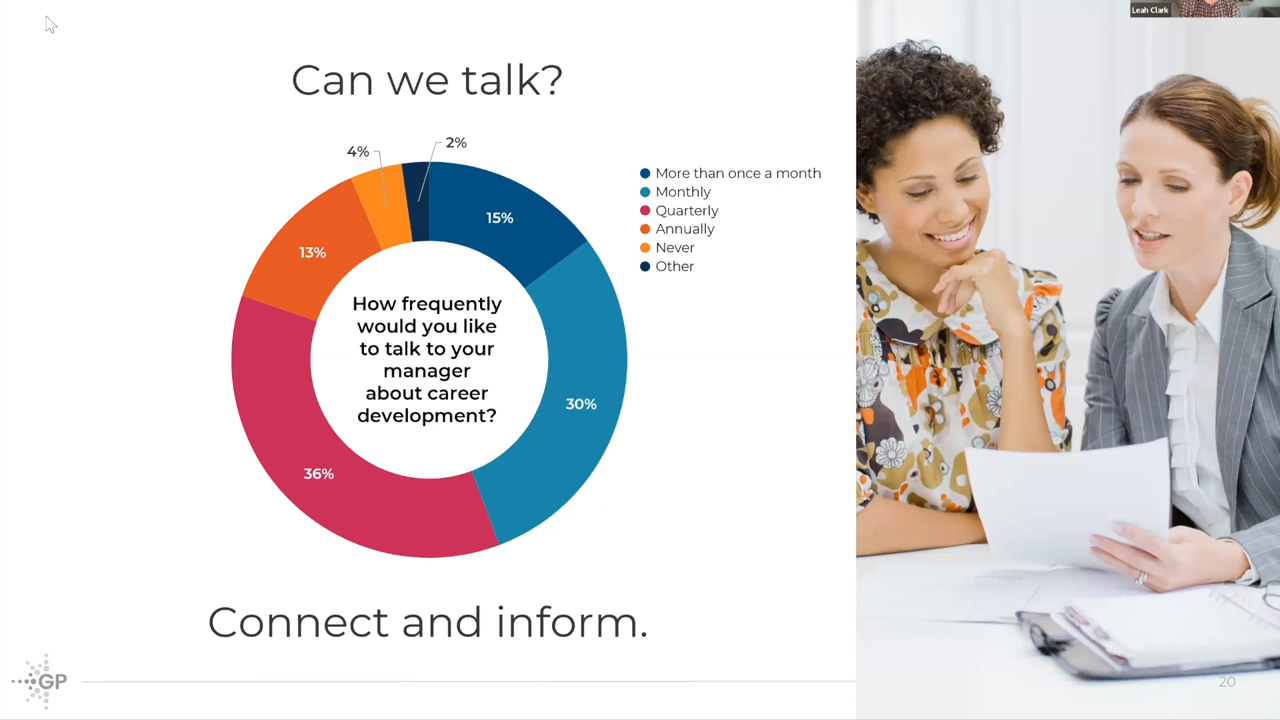 Leah Clark
Can we talk?
4%
2%
15%
30%
36%
13%
More than once a month
Monthly
Quarterly
Annually
Never
Other
How frequently
would you like
to talk to your
manager
about career
development?
Connect and inform.
GP
20